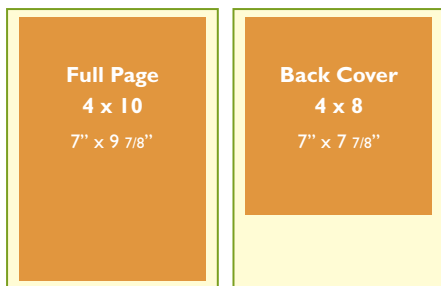 Full Page
4 x 10
7” x 9 7/8”
Back Cover
4 x 8
7” x 7 7/8”